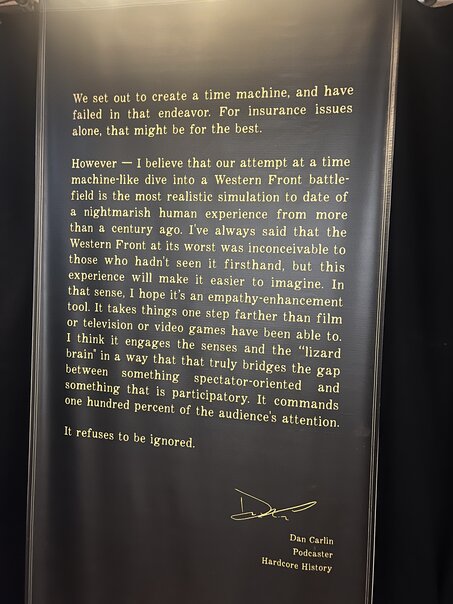 We set out to create a time machine, and have
failed in that endeavor. For insurance issues
alone, that might be for the best.
However — I believe that our attempt at a time
machine-like dive into a Western Front battle-
field is the most realistic simulation to date of
a nightmarish human experience from more
than a century ago. I've always said that the
Western Front at its worst was inconceivable to
those who hadn't seen it firsthand, but this
experience will make it easier to imagine. In
that sense, I hope it's an empathy-enhancement
tool. It takes things one step farther than film
or television or video games have been able to.
I think it engages the senses and the “lizard
brain" in a way that that truly bridges the gap
between something spectator-oriented and
something that is participatory. It commands
one hundred percent of the audience's attention.
It refuses to be ignored.
Dan Carlin
Podcaster
Hardcore History